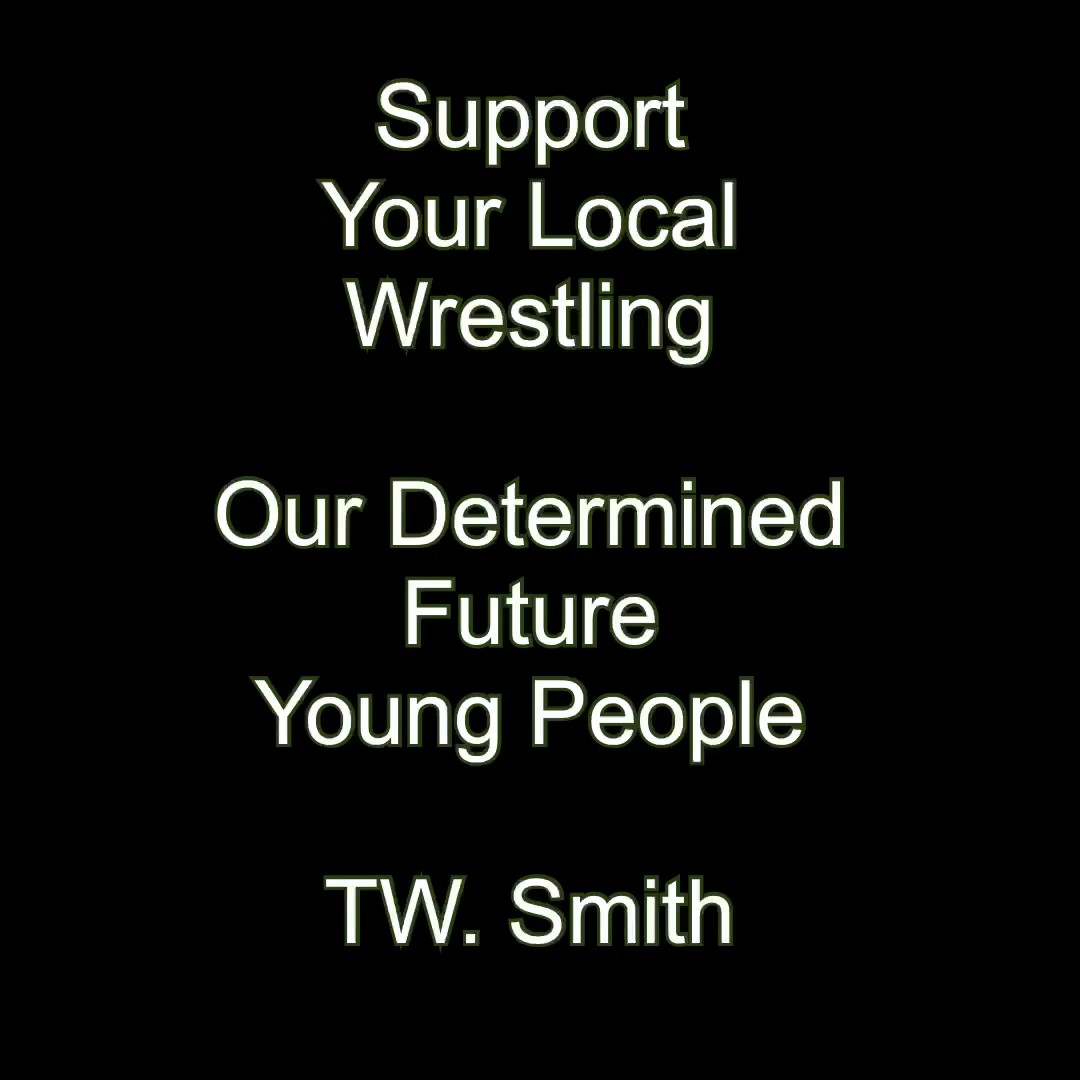 Support
Your Local
Wrestling
Our Determined
Future
Young People
TW. Smith